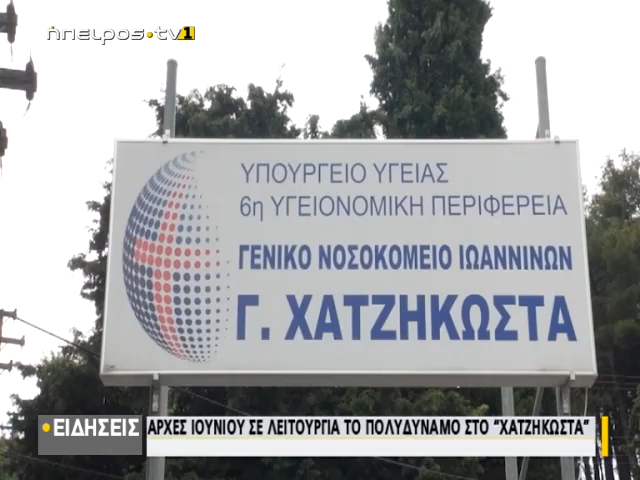 ήπειρος·tv1
ΥΠΟΥΡΓΕΙΟ ΥΓΕΙΑΣ
6η ΥΓΕΙΟΝΟΜΙΚΗ ΠΕΡΙΦΕΡΕΙΑ
ΓΕΝΙΚΟ ΝΟΣΟΚΟΜΕΙΟ ΙΩΑΝΝΙΝΩΝ
Γ. ΧΑΤΖΗΚΩΣΤΑ
·ΕΙΔΗΣΕΙΣ
ΑΡΧΕΣ ΙΟΥΝΙΟΥ ΣΕ ΛΕΙΤΟΥΡΓΙΑ ΤΟ ΠΟΛΥΔΥΝΑΜΟ ΣΤΟ “ΧΑΤΖΗΚΩΣΤΑ”